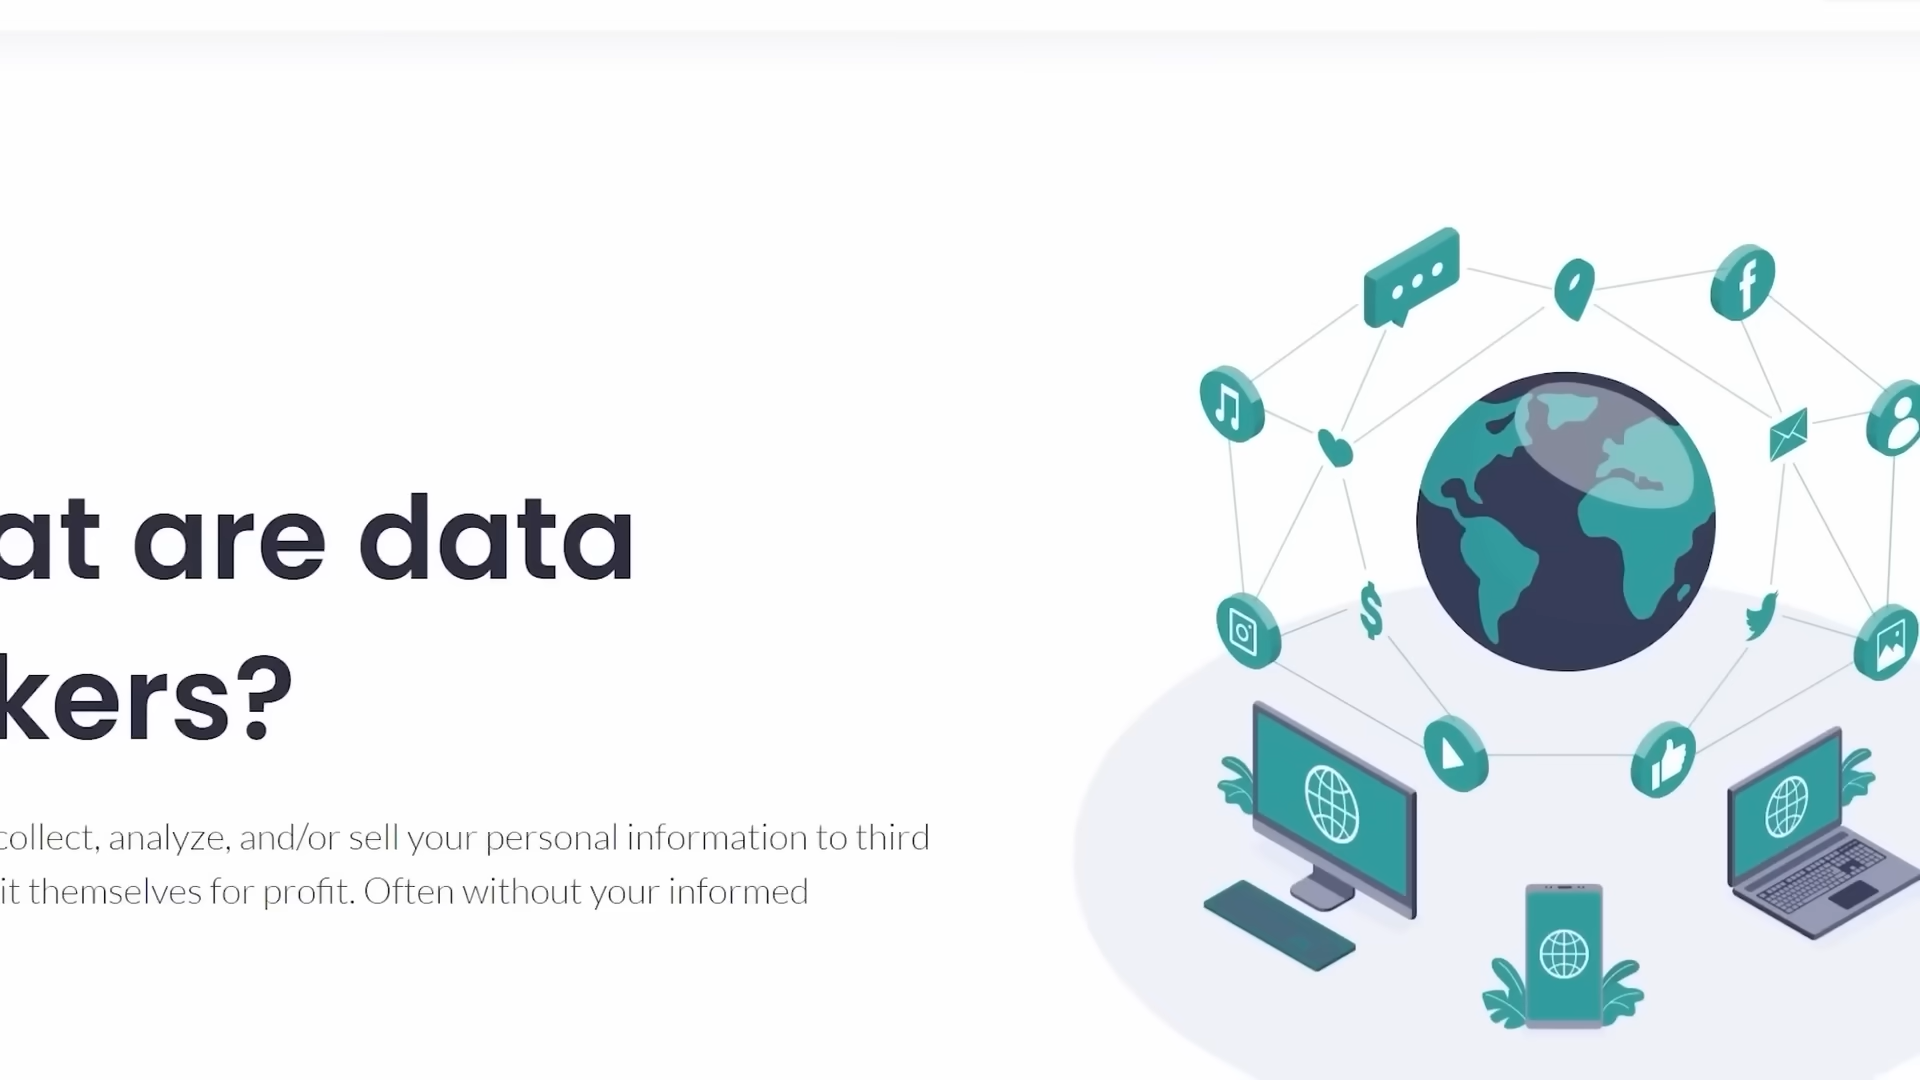 at are data
kers?
collect, analyze, and/or sell your personal information to third
it themselves for profit. Often without your informed